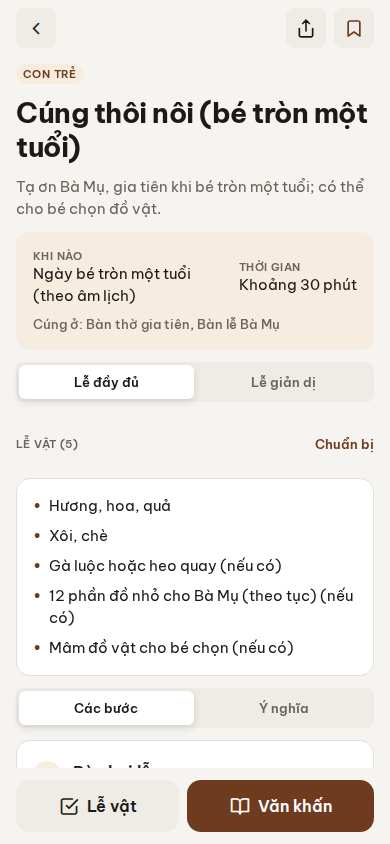 CON TRẺ
Cúng thôi nôi (bé tròn một
tuổi)
Tạ ơn Bà Mụ, gia tiên khi bé tròn một tuổi; có thể
cho bé chọn đồ vật.
KHI NÀO
Ngày bé tròn một tuổi
(theo âm lịch)
THỜI GIAN
Khoảng 30 phút
Cúng ở: Bàn thờ gia tiên, Bàn lễ Bà Mụ
Lễ đầy đủ
Lễ giản dị
LỄ VẬT (5)
Chuẩn bị
• Hương, hoa, quả
• Xôi, chè
• Gà luộc hoặc heo quay (nếu có)
• 12 phần đồ nhỏ cho Bà Mụ (theo tục) (nếu
có)
• Mâm đồ vật cho bé chọn (nếu có)
Các bước
Ý nghĩa
Lễ vật
Văn khấn